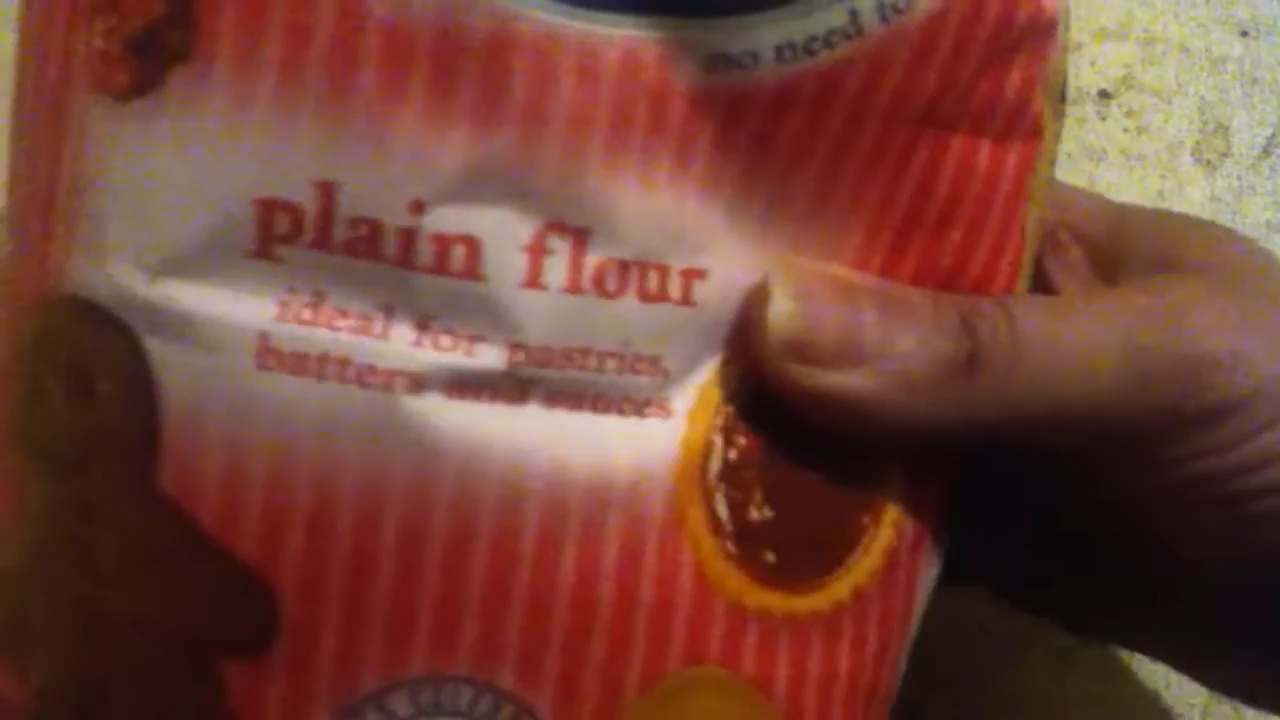 no need to
plain flour
ideal for pastries,
batters and sauces